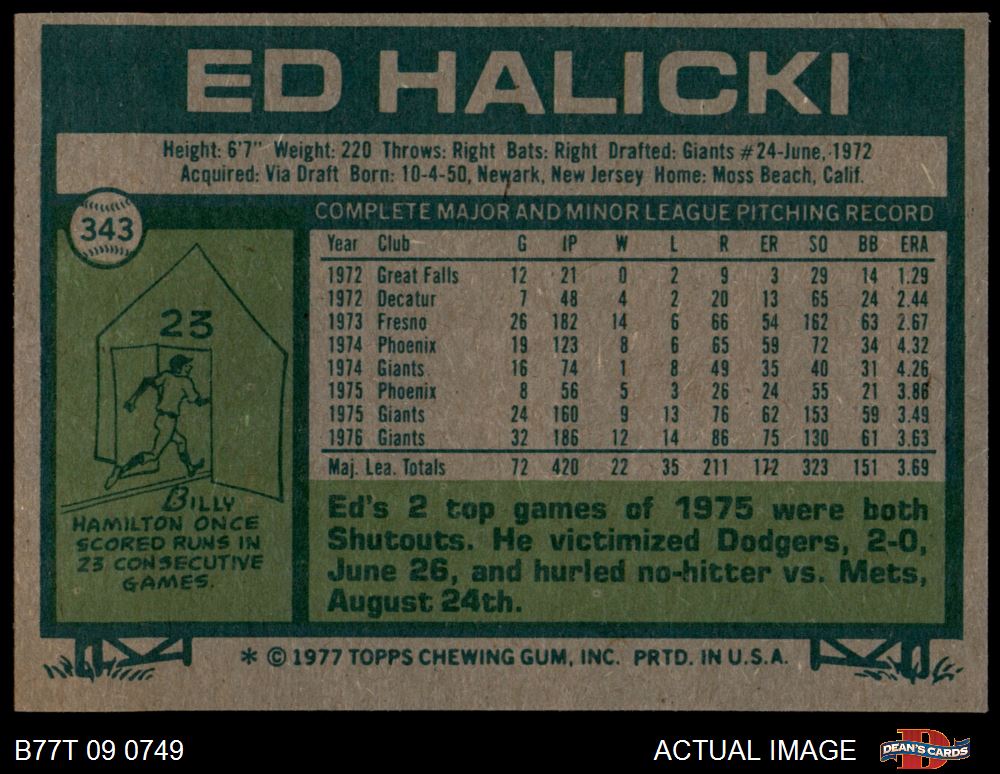 ED HALICKI
Height: 6'7" Weight: 220 Throws: Right Bats: Right Drafted: Giants #24-June, 1972
Acquired: Via Draft Born: 10-4-50, Newark, New Jersey Home: Moss Beach, Calif.
343
COMPLETE MAJOR AND MINOR LEAGUE PITCHING RECORD
Year Club G IP W L R ER SO BB ERA
1972 Great Falls 12 21 0 2 9 3 29 14 1.29
1972 Decatur 7 48 4 2 20 13 65 24 2.44
1973 Fresno 26 182 14 6 66 54 162 63 2.67
1974 Phoenix 19 123 8 6 65 59 72 34 4.32
1974 Giants 16 74 1 8 49 35 40 31 4.26
1975 Phoenix 8 56 5 3 26 24 55 21 3.86
1975 Giants 24 160 9 13 76 62 153 59 3.49
1976 Giants 32 186 12 14 86 75 130 61 3.63
Maj. Lea. Totals 72 420 22 35 211 172 323 151 3.69
23
BILLY
HAMILTON ONCE
SCORED RUNS IN
23 CONSECUTIVE
GAMES.
Ed's 2 top games of 1975 were both
Shutouts. He victimized Dodgers, 2-0,
June 26, and hurled no-hitter vs. Mets,
August 24th.
* © 1977 TOPPS CHEWING GUM, INC. PRTD. IN U.S.A.
B77T 09 0749
ACTUAL IMAGE
DEAN'S CARDS